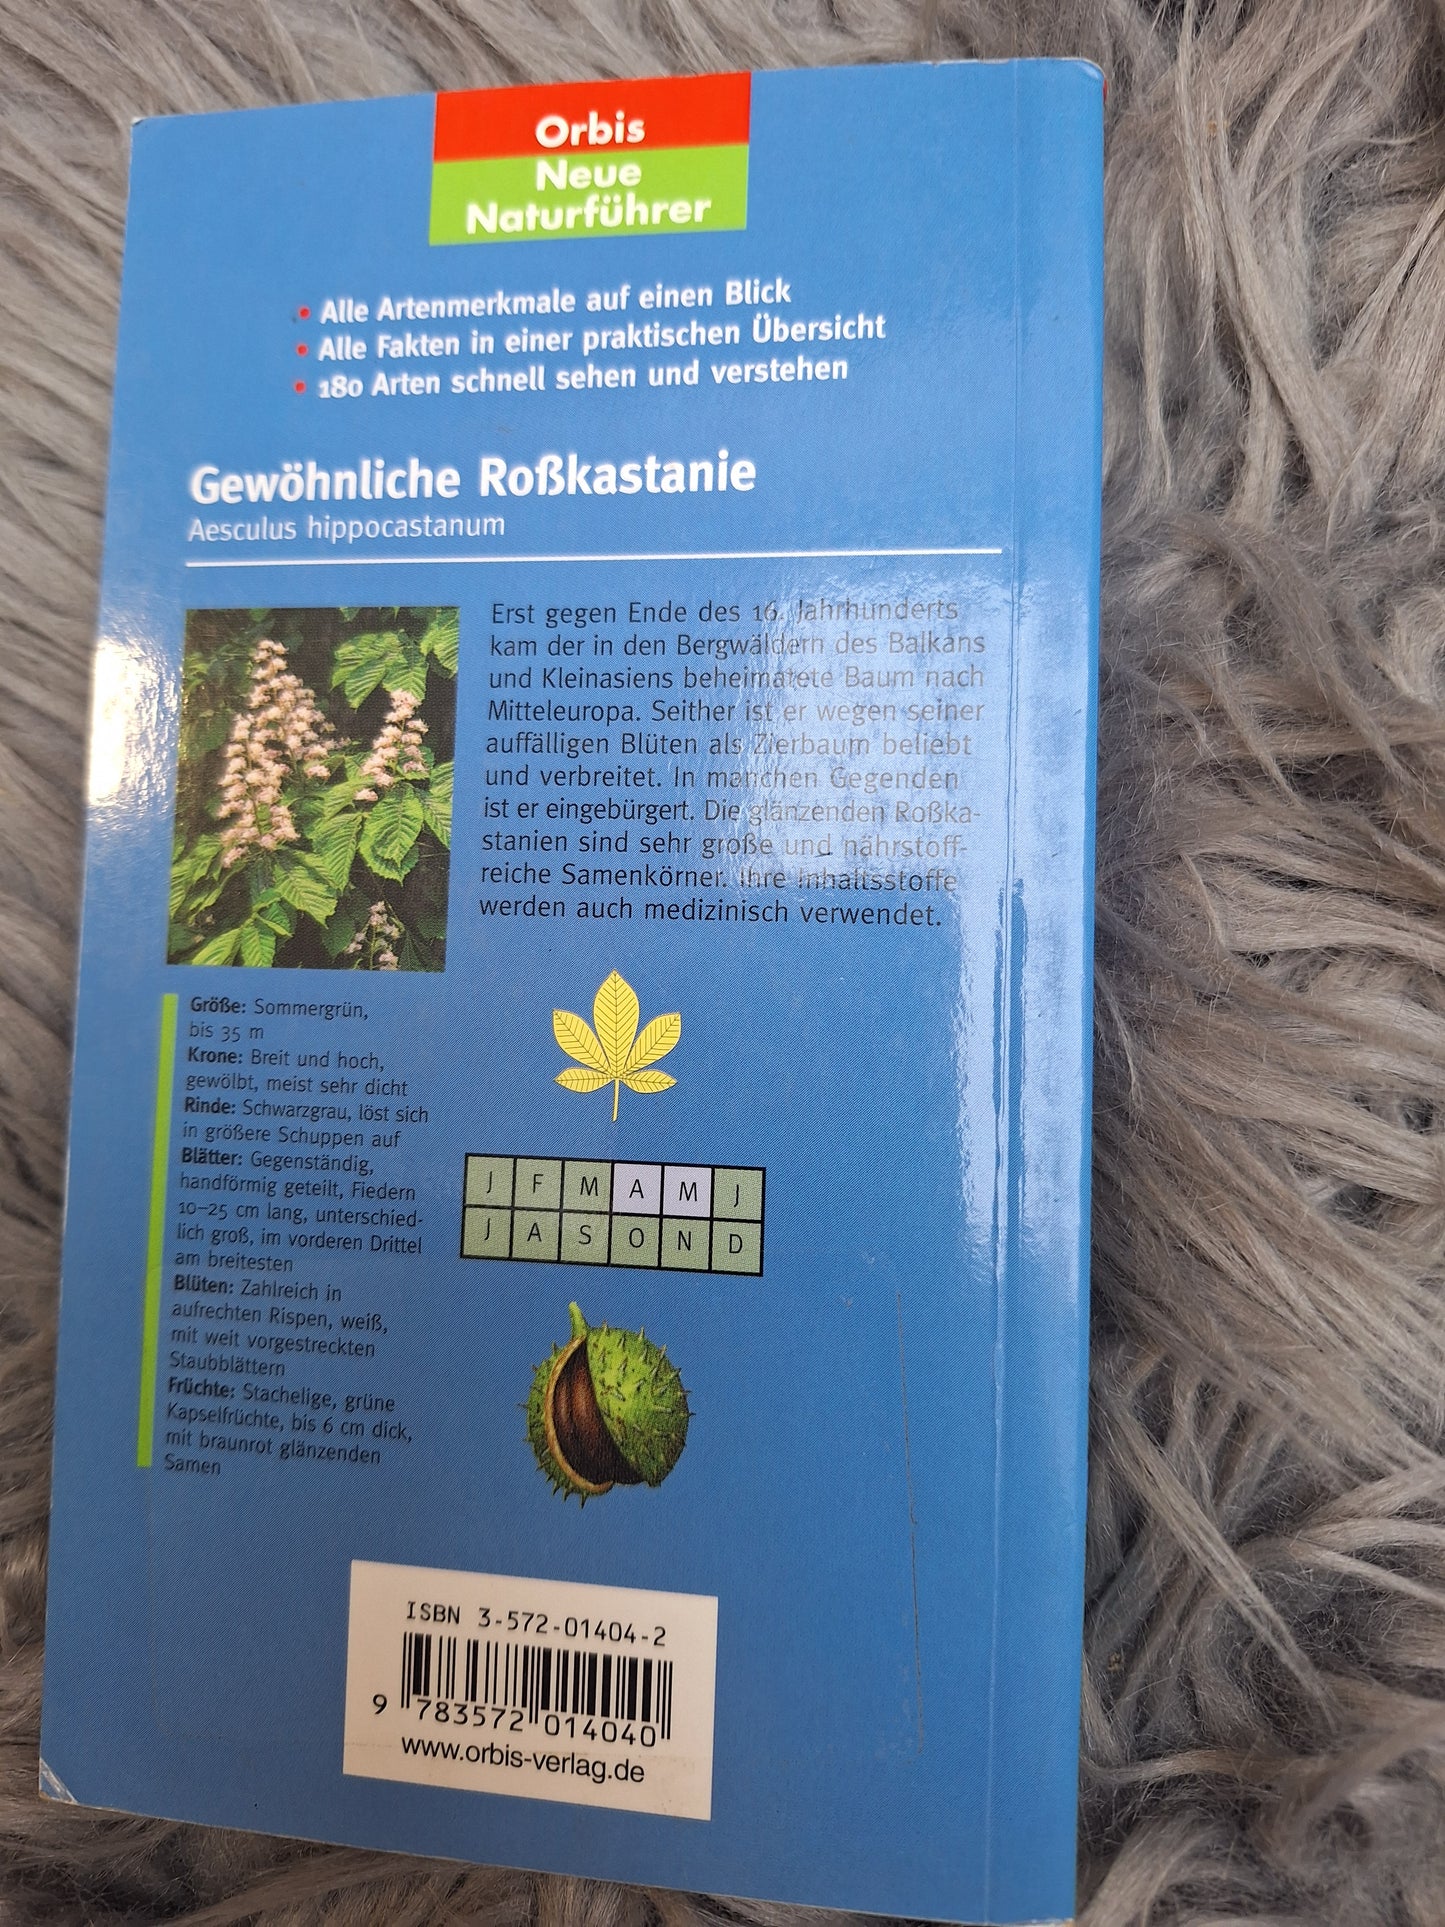 Orbis
Neue
Naturführer
• Alle Artenmerkmale auf einen Blick
• Alle Fakten in einer praktischen Übersicht
• 180 Arten schnell sehen und verstehen
Gewöhnliche Roßkastanie
Aesculus hippocastanum
Erst gegen Ende des 16. Jahrhunderts
kam der in den Bergwäldern des Balkans
und Kleinasiens beheimatete Baum nach
Mitteleuropa. Seither ist er wegen seiner
auffälligen Blüten als Zierbaum beliebt
und verbreitet. In manchen Gegenden
ist er eingebürgert. Die glänzenden Roßka-
stanien sind sehr große und nährstoff-
reiche Samenkörner. Ihre Inhaltsstoffe
werden auch medizinisch verwendet.
Größe: Sommergrün,
bis 35 m
Krone: Breit und hoch,
gewölbt, meist sehr dicht
Rinde: Schwarzgrau, löst sich
in größere Schuppen auf
Blätter: Gegenständig,
handförmig geteilt, Fiedern
10–25 cm lang, unterschied-
lich groß, im vorderen Drittel
am breitesten
Blüten: Zahlreich in
aufrechten Rispen, weiß,
mit weit vorgestreckten
Staubblättern
Früchte: Stachelige, grüne
Kapselfrüchte, bis 6 cm dick,
mit braunrot glänzenden
Samen
J F M A M J
J A S O N D
ISBN 3-572-01404-2
9 783572 014040
www.orbis-verlag.de